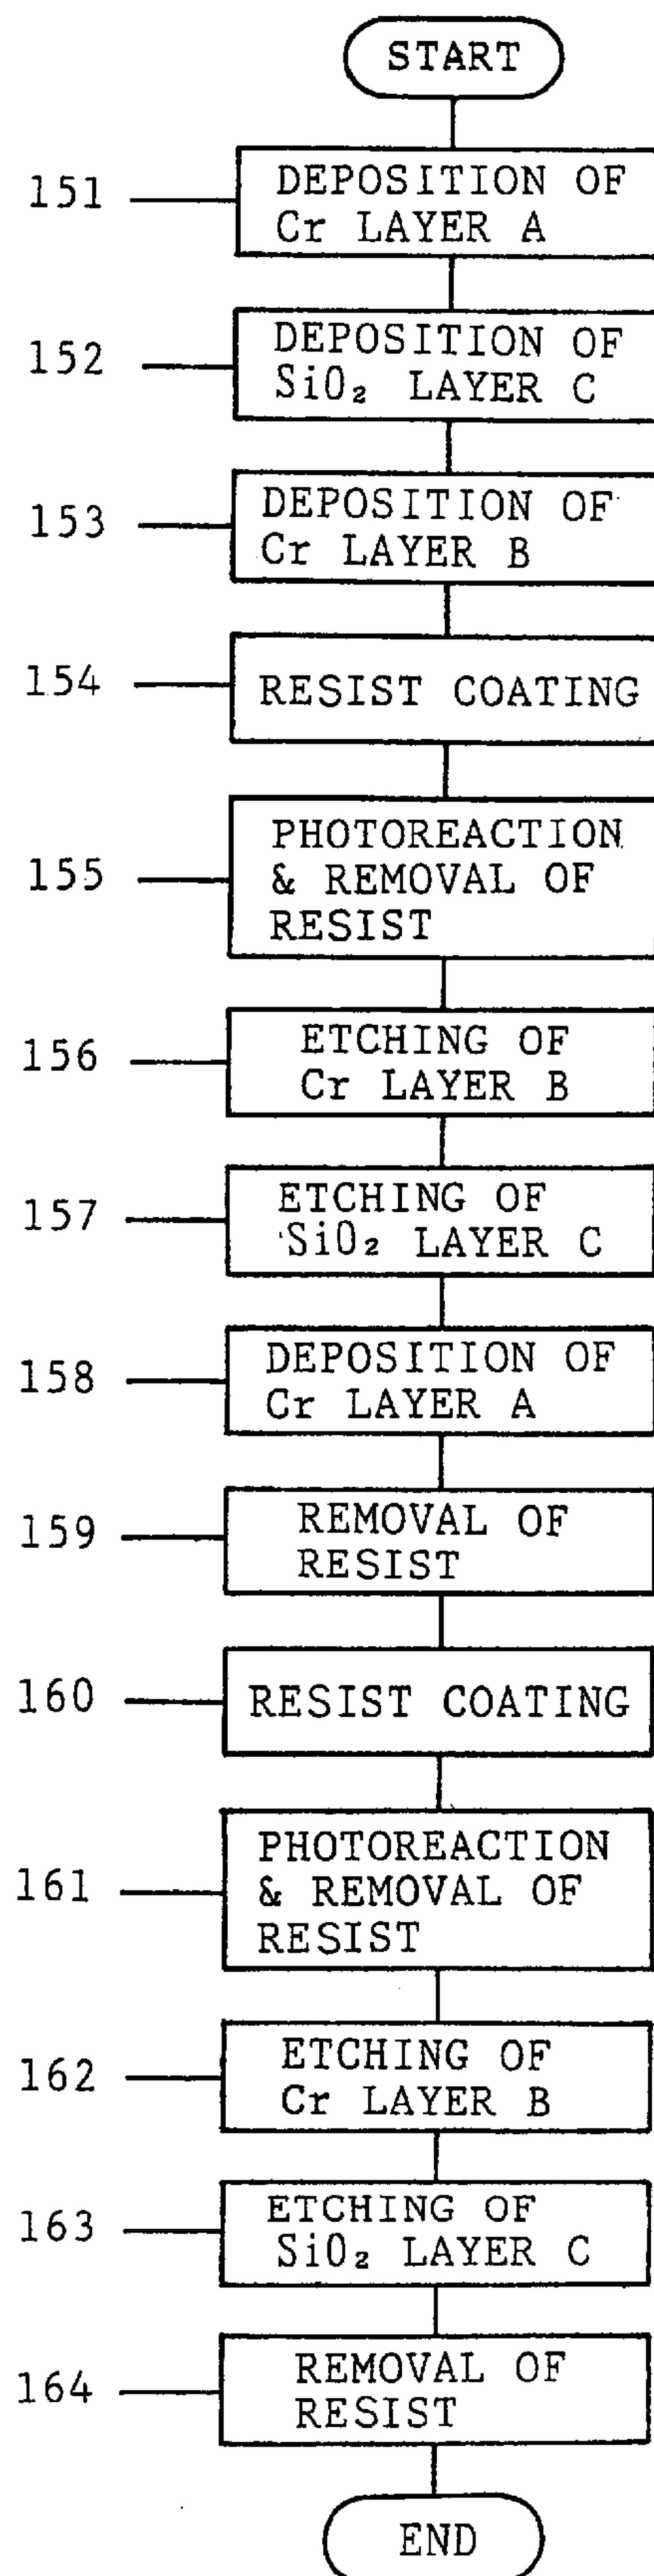 START
151
DEPOSITION OF
Cr LAYER A
152
DEPOSITION OF
SiO₂ LAYER C
153
DEPOSITION OF
Cr LAYER B
154
RESIST COATING
155
PHOTOREACTION
& REMOVAL OF
RESIST
156
ETCHING OF
Cr LAYER B
157
ETCHING OF
SiO₂ LAYER C
158
DEPOSITION OF
Cr LAYER A
159
REMOVAL OF
RESIST
160
RESIST COATING
161
PHOTOREACTION
& REMOVAL OF
RESIST
162
ETCHING OF
Cr LAYER B
163
ETCHING OF
SiO₂ LAYER C
164
REMOVAL OF
RESIST
END